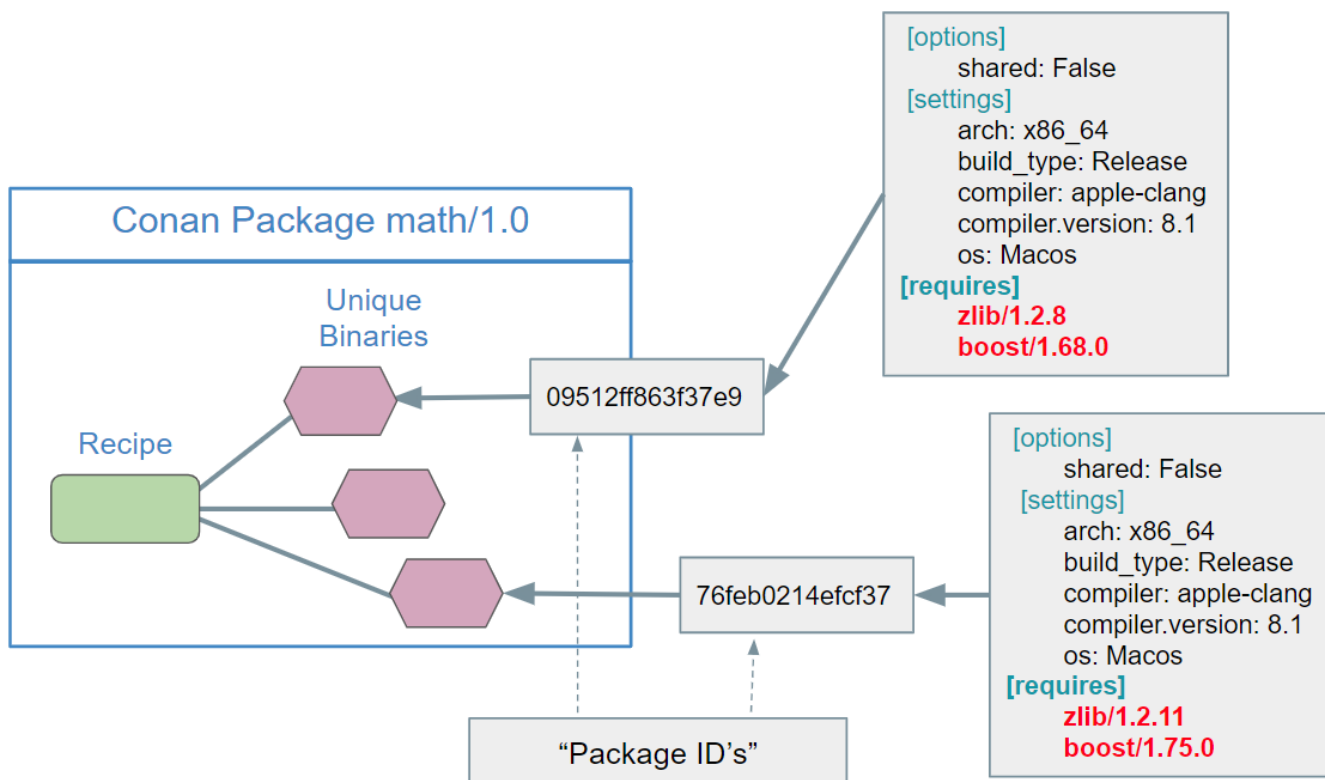 [options]
shared: False
[settings]
arch: x86_64
build_type: Release
compiler: apple-clang
compiler.version: 8.1
os: Macos
[requires]
zlib/1.2.8
boost/1.68.0
Conan Package math/1.0
Unique
Binaries
09512ff863f37e9
Recipe
[options]
shared: False
[settings]
arch: x86_64
build_type: Release
compiler: apple-clang
compiler.version: 8.1
os: Macos
[requires]
zlib/1.2.11
boost/1.75.0
76feb0214efcf37
“Package ID’s”